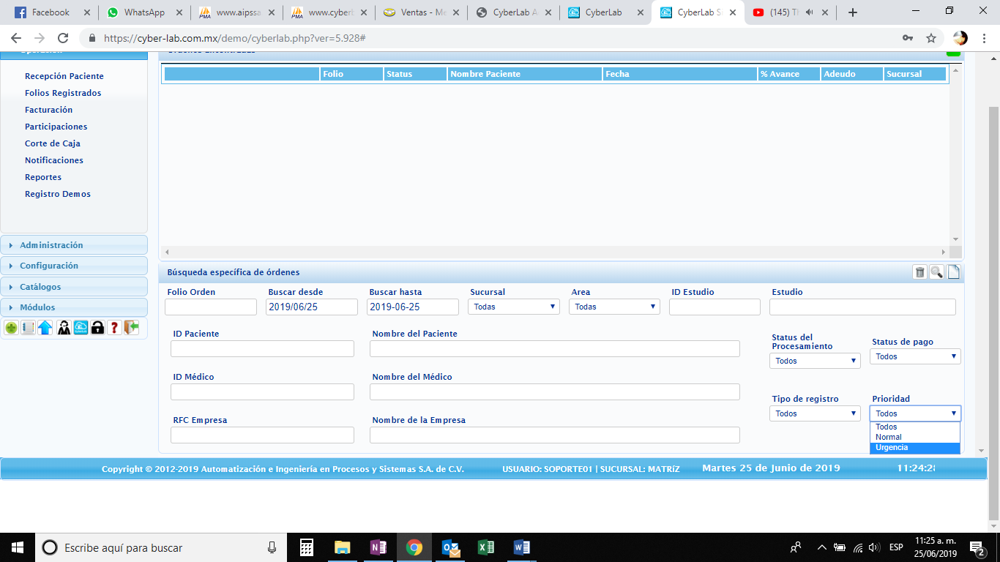 Facebook
WhatsApp
www.aipssa
www.cyberl
Ventas - Me
CyberLab A
CyberLab
CyberLab S
(145) Th
https://cyber-lab.com.mx/demo/cyberlab.php?ver=5.928#
Operación
Recepción Paciente
Folios Registrados
Facturación
Participaciones
Corte de Caja
Notificaciones
Reportes
Registro Demos
Administración
Configuración
Catálogos
Módulos
Folio Status Nombre Paciente Fecha % Avance Adeudo Sucursal
Búsqueda específica de órdenes
Folio Orden Buscar desde Buscar hasta Sucursal Area ID Estudio Estudio
2019/06/25 2019-06-25 Todas Todas
ID Paciente Nombre del Paciente
Status del
Procesamiento
Status de pago
Todos Todos
ID Médico Nombre del Médico
Tipo de registro Prioridad
Todos Todos
RFC Empresa Nombre de la Empresa
Todos
Normal
Urgencia
Copyright © 2012-2019 Automatización e Ingeniería en Procesos y Sistemas S.A. de C.V. USUARIO: SOPORTE01 | SUCURSAL: MATRíZ Martes 25 de Junio de 2019 11:24:28
Escribe aquí para buscar
ESP
11:25 a. m.
25/06/2019
2